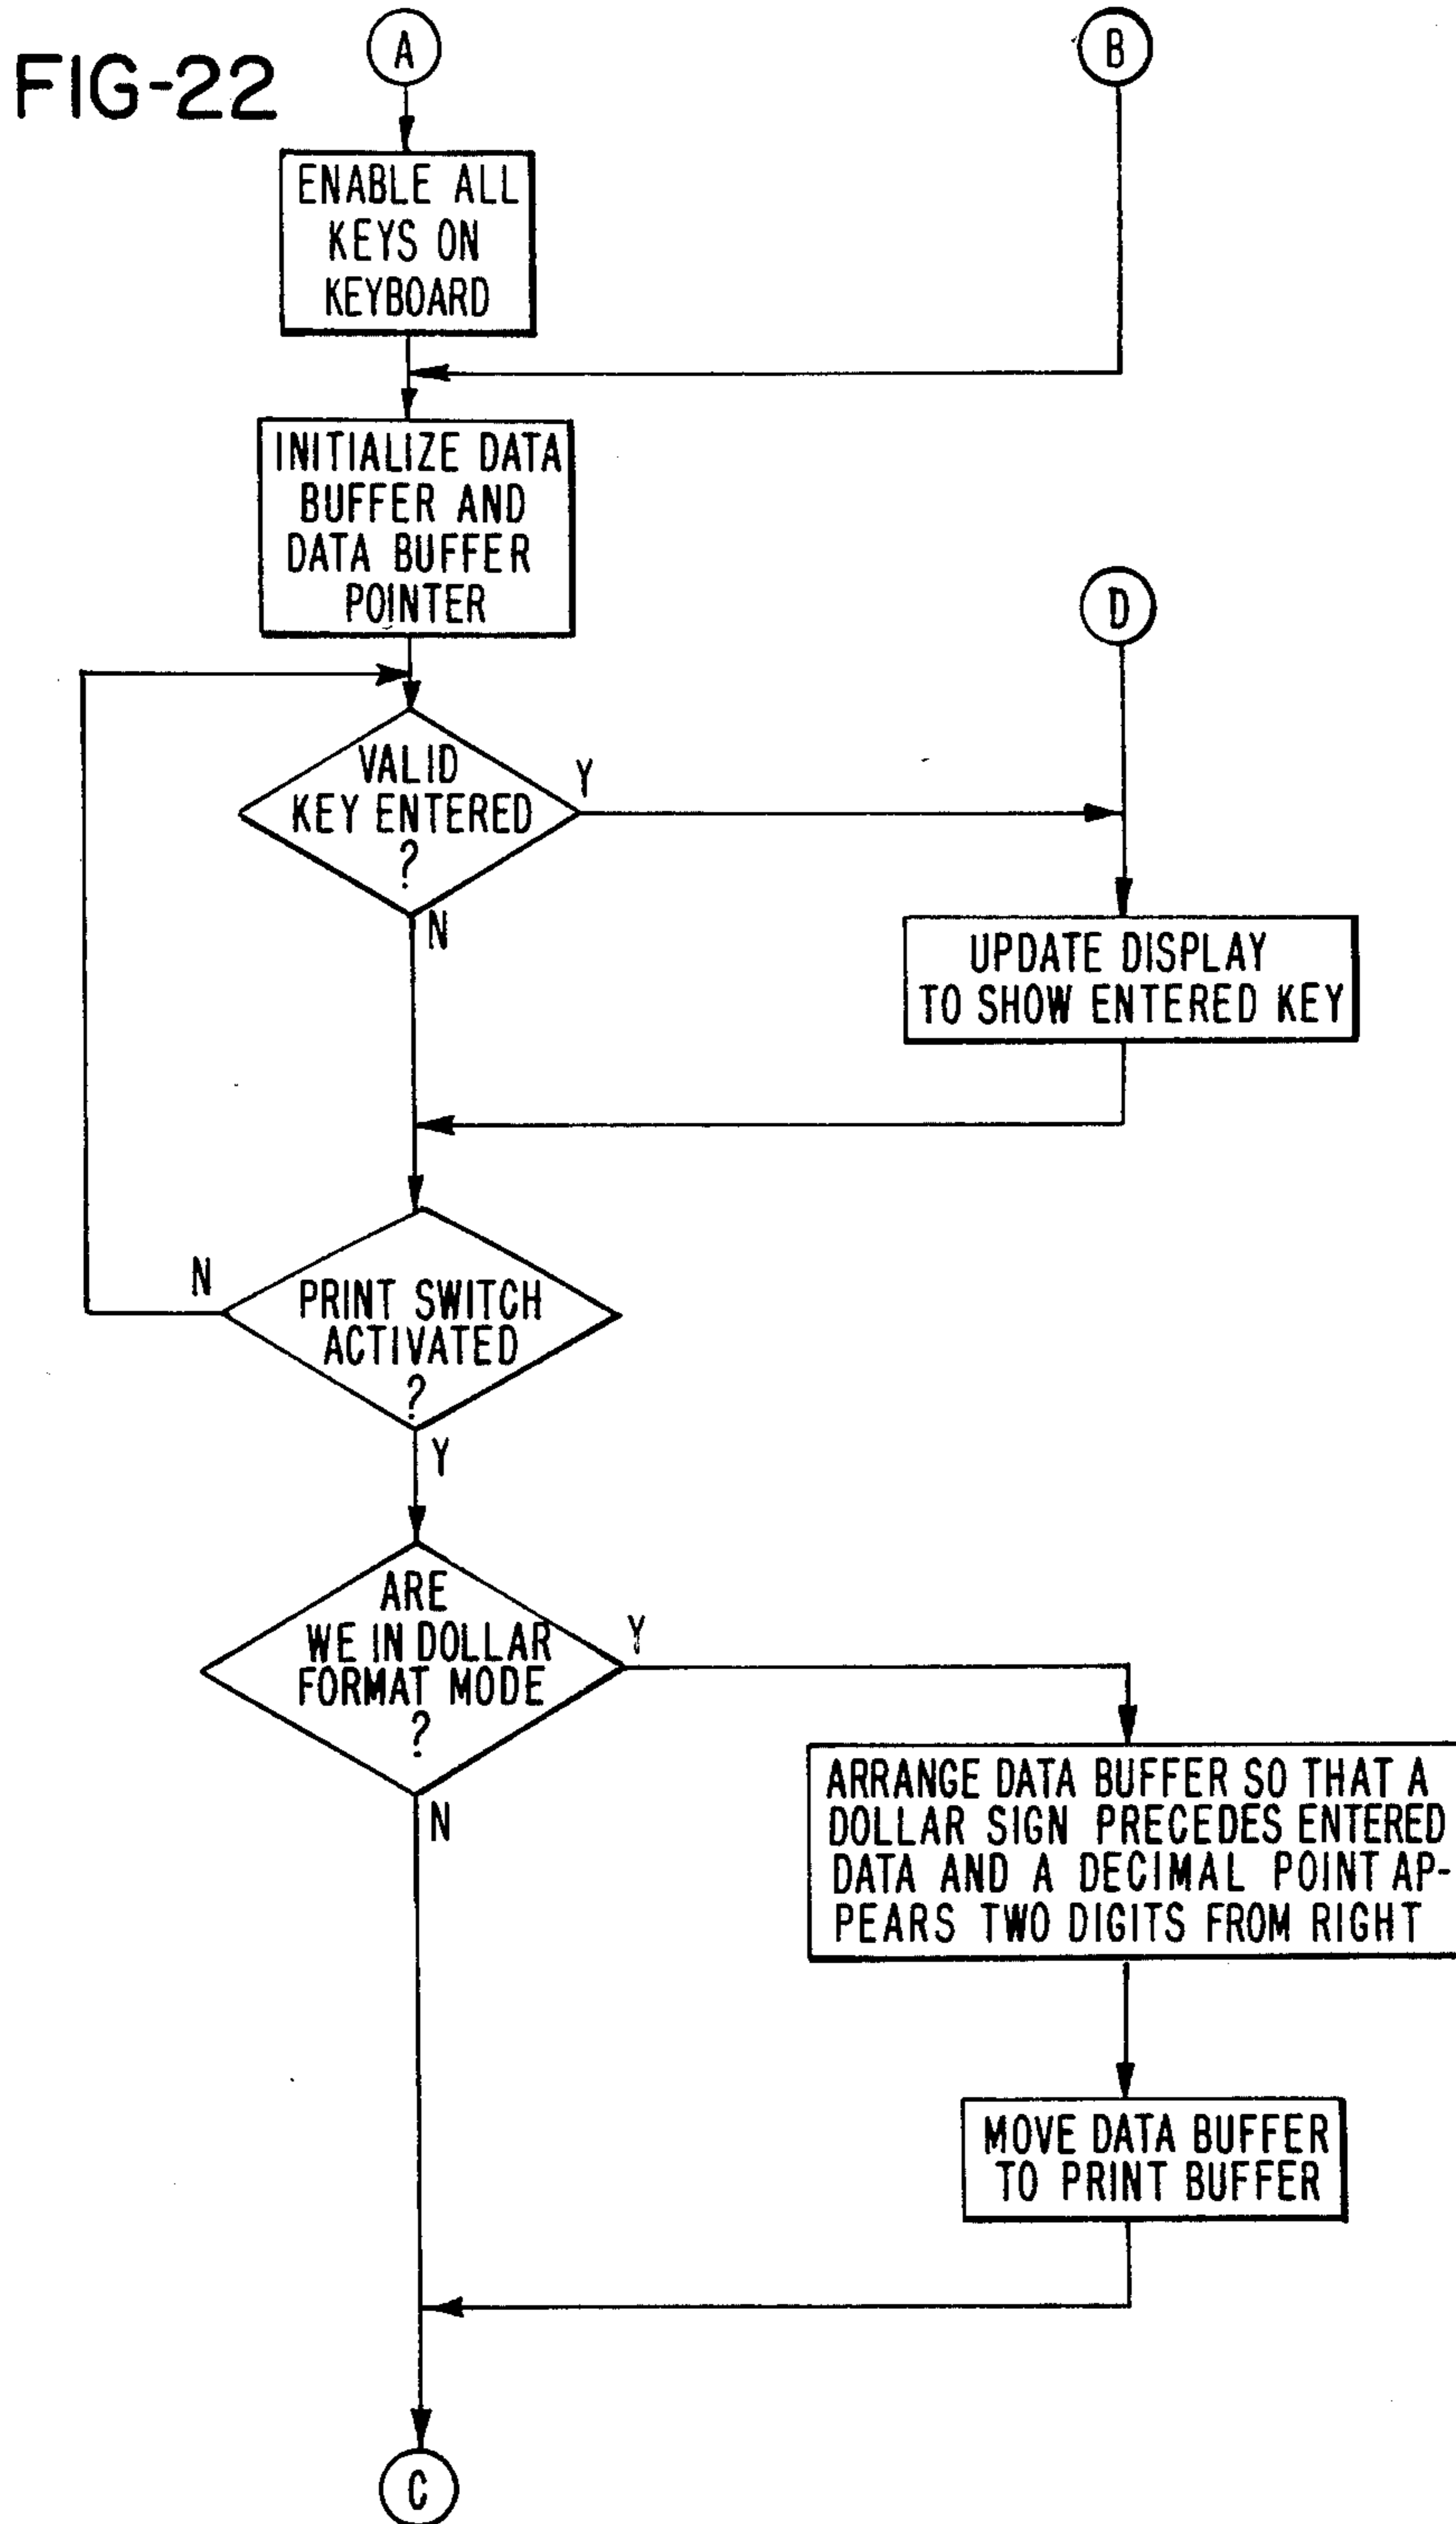 FIG-22
A
B
ENABLE ALL
KEYS ON
KEYBOARD
INITIALIZE DATA
BUFFER AND
DATA BUFFER
POINTER
D
VALID
KEY ENTERED
?
Y
N
UPDATE DISPLAY
TO SHOW ENTERED KEY
N
PRINT SWITCH
ACTIVATED
?
Y
ARE
WE IN DOLLAR
FORMAT MODE
?
Y
N
ARRANGE DATA BUFFER SO THAT A
DOLLAR SIGN PRECEDES ENTERED
DATA AND A DECIMAL POINT AP-
PEARS TWO DIGITS FROM RIGHT
MOVE DATA BUFFER
TO PRINT BUFFER
C